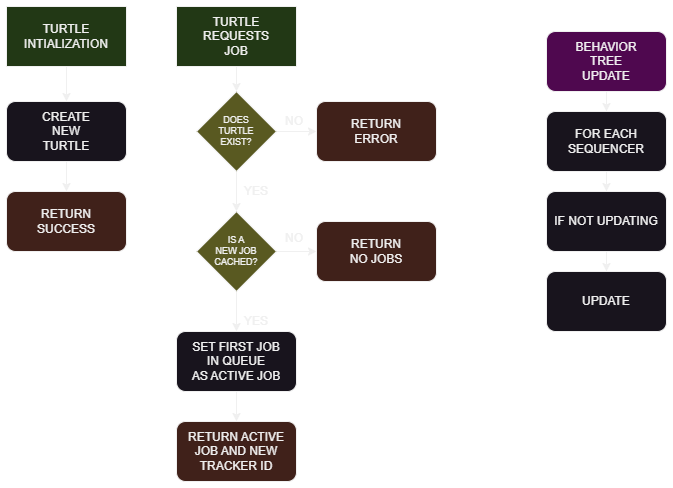 TURTLE
INTIALIZATION
CREATE
NEW
TURTLE
RETURN
SUCCESS
TURTLE
REQUESTS
JOB
DOES
TURTLE
EXIST?
NO
RETURN
ERROR
YES
IS A
NEW JOB
CACHED?
NO
RETURN
NO JOBS
YES
SET FIRST JOB
IN QUEUE
AS ACTIVE JOB
RETURN ACTIVE
JOB AND NEW
TRACKER ID
BEHAVIOR
TREE
UPDATE
FOR EACH
SEQUENCER
IF NOT UPDATING
UPDATE